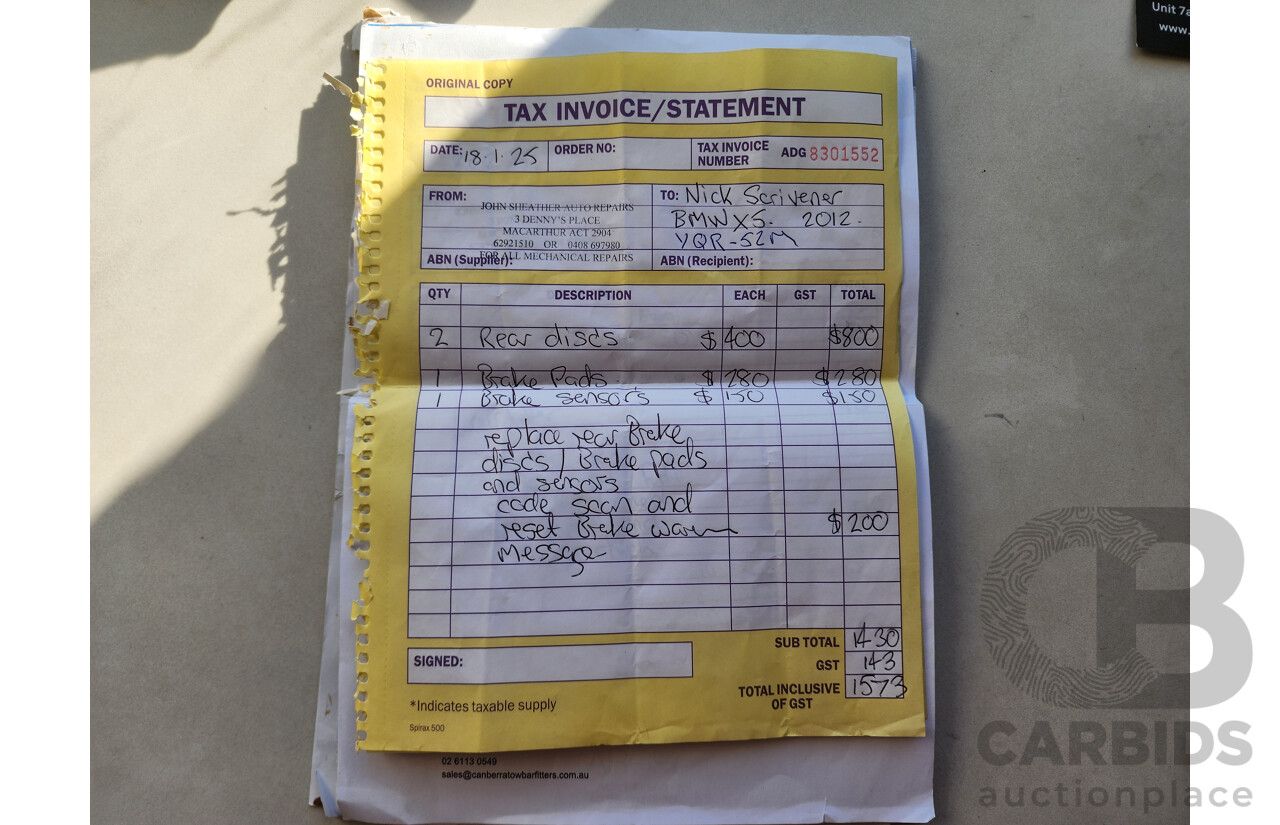 Unit 7a
www.
ORIGINAL COPY
TAX INVOICE/STATEMENT
DATE: 18.1.25 ORDER NO: TAX INVOICE NUMBER ADG 8301552
FROM:
JOHN SHEATHER AUTO REPAIRS
3 DENNY'S PLACE
MACARTHUR ACT 2904
62921510 OR 0408 697980
FOR ALL MECHANICAL REPAIRS
ABN (Supplier):
TO: Nick Scrivener
BMW X5. 2012.
YQR-52M
ABN (Recipient):
QTY DESCRIPTION EACH GST TOTAL
2 Rear discs $400 $800
1 Brake Pads $280 $280
1 Brake sensors $150 $150
replace rear Brake
discs / Brake pads
and sensors
code scan and
reset Brake warn $200
Message
SUB TOTAL 1430
GST 143
TOTAL INCLUSIVE OF GST 1573
SIGNED:
*Indicates taxable supply
Spirax 500
02 6113 0549
sales@canberratowbarfitters.com.au
CB
CARBIDS
auctionplace